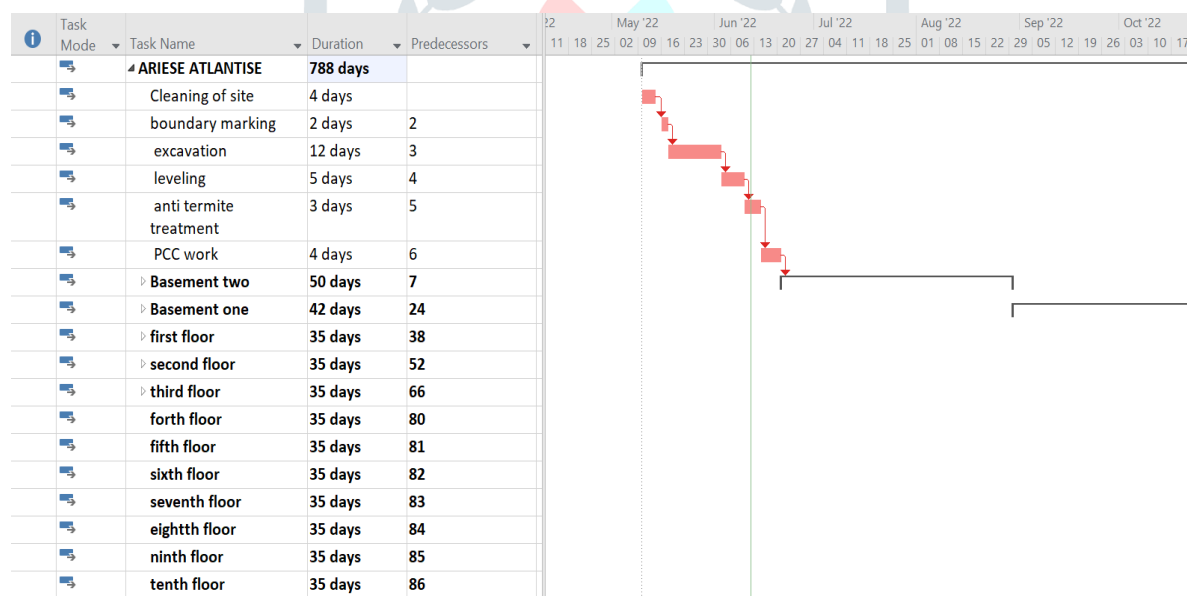 Task Mode Task Name Duration Predecessors
22 May '22 Jun '22 Jul '22 Aug '22 Sep '22 Oct '22
11 18 25 02 09 16 23 30 06 13 20 27 04 11 18 25 01 08 15 22 29 05 12 19 26 03 10 17
ARIESE ATLANTISE 788 days
Cleaning of site 4 days
boundary marking 2 days 2
excavation 12 days 3
leveling 5 days 4
anti termite treatment 3 days 5
PCC work 4 days 6
Basement two 50 days 7
Basement one 42 days 24
first floor 35 days 38
second floor 35 days 52
third floor 35 days 66
forth floor 35 days 80
fifth floor 35 days 81
sixth floor 35 days 82
seventh floor 35 days 83
eightth floor 35 days 84
ninth floor 35 days 85
tenth floor 35 days 86